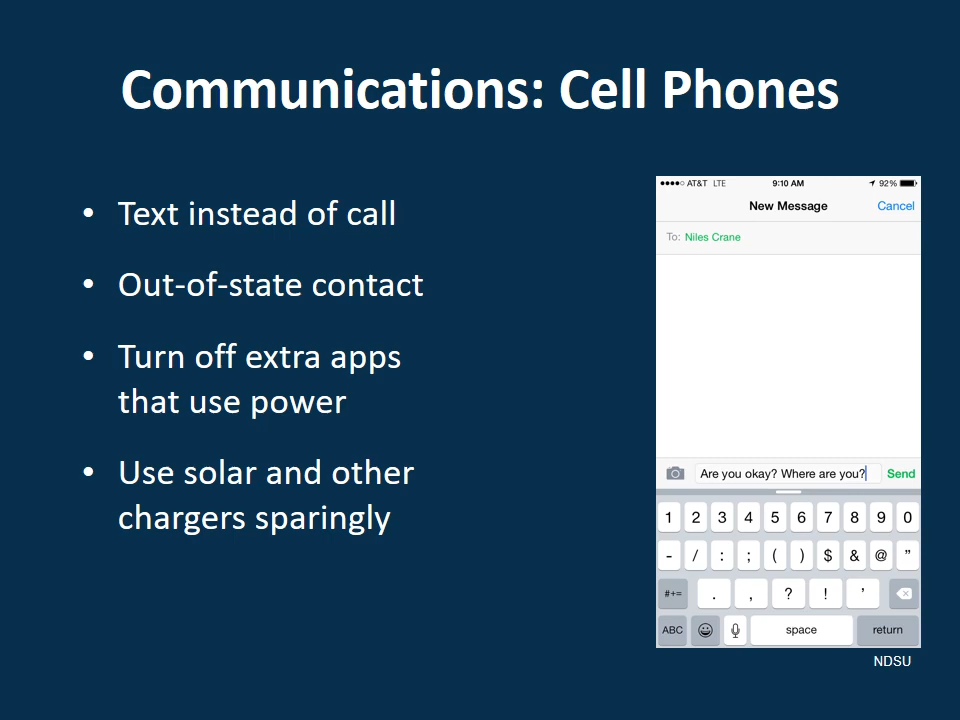 Communications: Cell Phones
• Text instead of call
• Out-of-state contact
• Turn off extra apps
that use power
• Use solar and other
chargers sparingly
AT&T LTE 9:10 AM 92%
New Message Cancel
To: Niles Crane
Are you okay? Where are you? Send
1 2 3 4 5 6 7 8 9 0
- / : ; ( ) $ & @ ”
#+= . , ? ! ’
ABC space return
NDSU